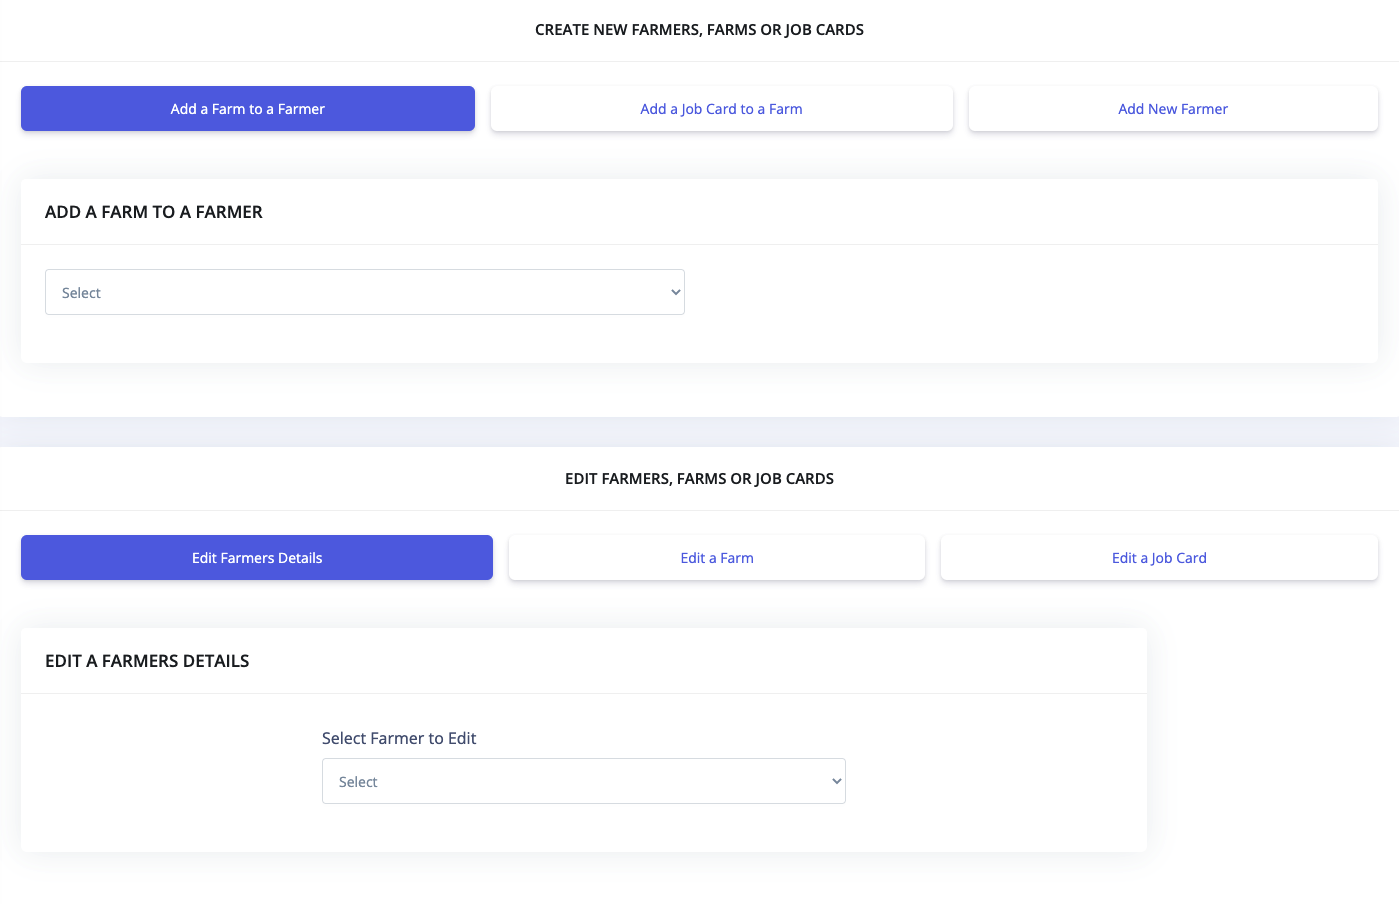 CREATE NEW FARMERS, FARMS OR JOB CARDS
Add a Farm to a Farmer
Add a Job Card to a Farm
Add New Farmer
ADD A FARM TO A FARMER
Select
EDIT FARMERS, FARMS OR JOB CARDS
Edit Farmers Details
Edit a Farm
Edit a Job Card
EDIT A FARMERS DETAILS
Select Farmer to Edit
Select